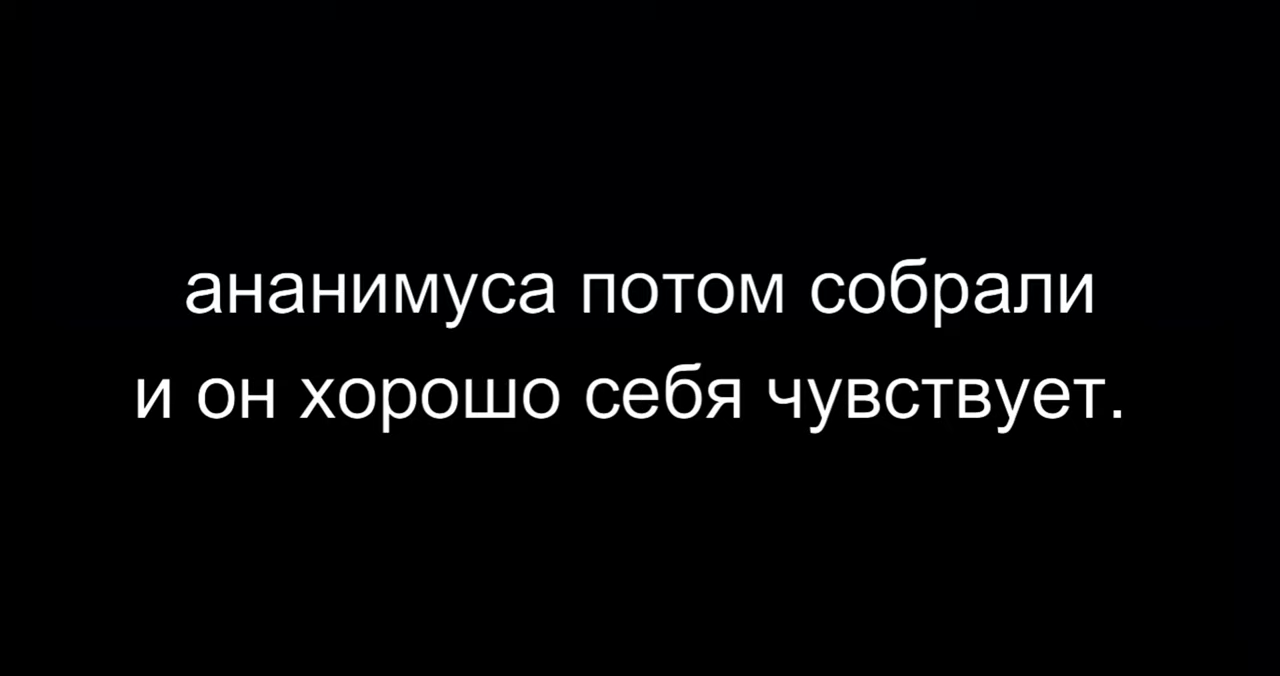 ананимуса потом собрали
и он хорошо себя чувствует.